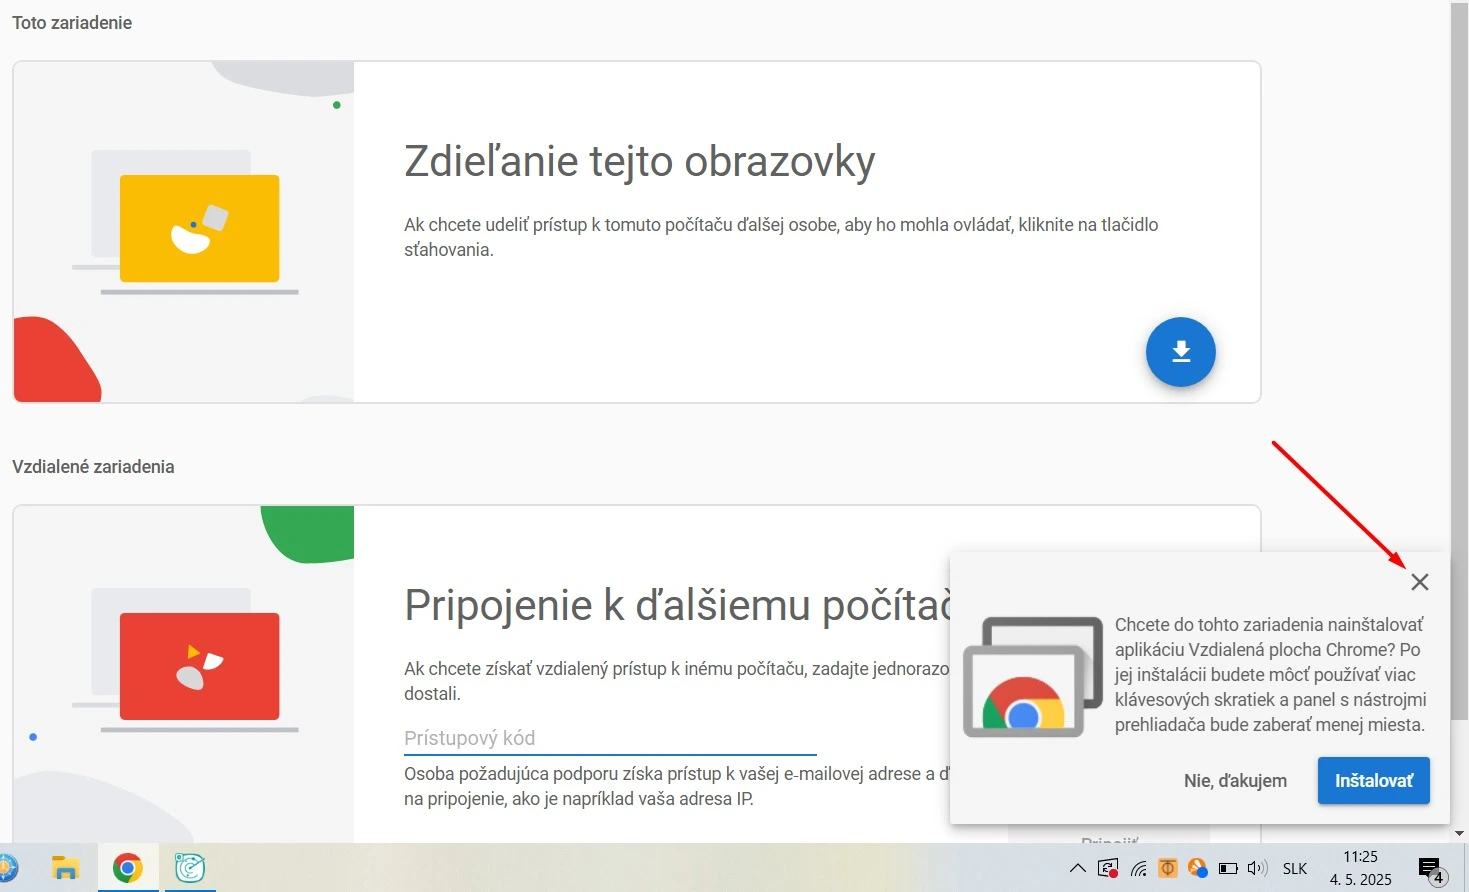 Toto zariadenie
Zdieľanie tejto obrazovky
Ak chcete udeliť prístup k tomuto počítaču ďalšej osobe, aby ho mohla ovládať, kliknite na tlačidlo
sťahovania.
Vzdialené zariadenia
Pripojenie k ďalšiemu počítač
Ak chcete získať vzdialený prístup k inému počítaču, zadajte jednorazo
dostali.
Prístupový kód
Osoba požadujúca podporu získa prístup k vašej e-mailovej adrese a ď
na pripojenie, ako je napríklad vaša adresa IP.
Chcete do tohto zariadenia nainštalovať
aplikáciu Vzdialená plocha Chrome? Po
jej inštalácii budete môcť používať viac
klávesových skratiek a panel s nástrojmi
prehliadača bude zaberať menej miesta.
Nie, ďakujem
Inštalovať
SLK
11:25
4. 5. 2025
4